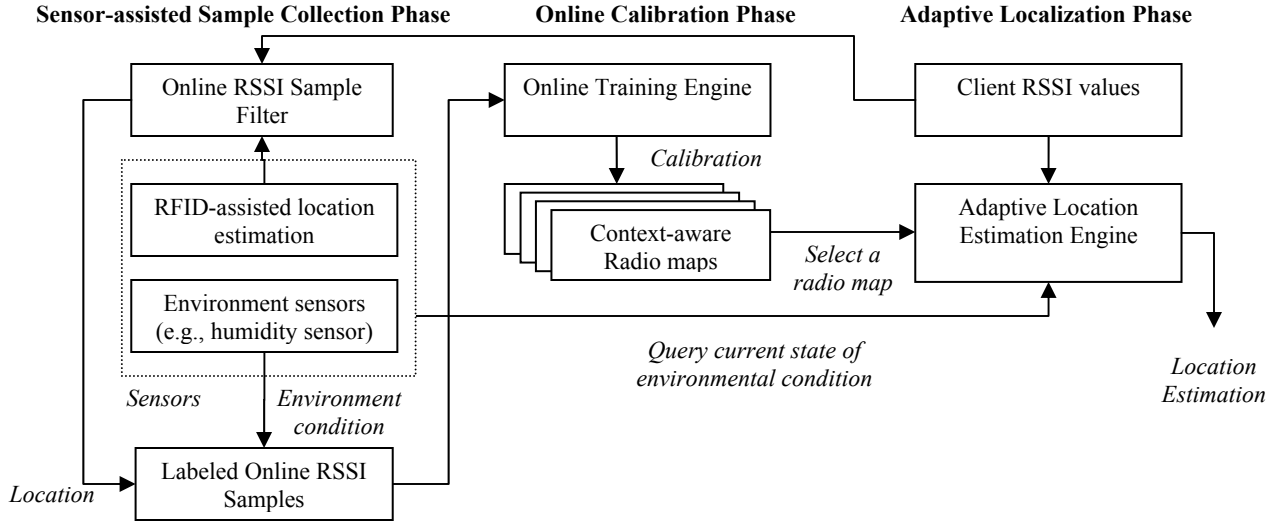 Sensor-assisted Sample Collection Phase
Online Calibration Phase
Adaptive Localization Phase
Online RSSI Sample
Filter
Online Training Engine
Client RSSI values
Calibration
RFID-assisted location
estimation
Context-aware
Radio maps
Select a
radio map
Adaptive Location
Estimation Engine
Environment sensors
(e.g., humidity sensor)
Query current state of
environmental condition
Location
Estimation
Sensors
Environment
condition
Labeled Online RSSI
Samples
Location